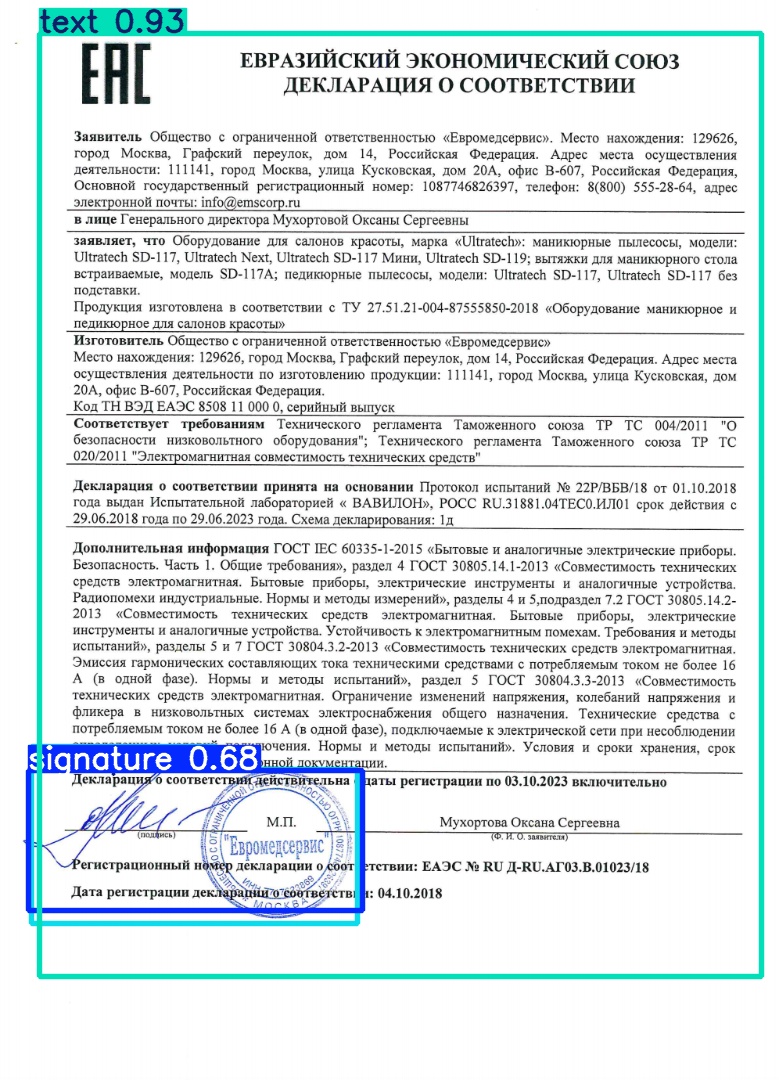 text 0.93
ЕАС
ЕВРАЗИЙСКИЙ ЭКОНОМИЧЕСКИЙ СОЮЗ
ДЕКЛАРАЦИЯ О СООТВЕТСТВИИ
Заявитель Общество с ограниченной ответственностью «Евромедсервис». Место нахождения: 129626,
город Москва, Графский переулок, дом 14, Российская Федерация. Адрес места осуществления
деятельности: 111141, город Москва, улица Кусковская, дом 20А, офис В-607, Российская Федерация,
Основной государственный регистрационный номер: 1087746826397, телефон: 8(800) 555-28-64, адрес
электронной почты: info@emscorp.ru
в лице Генерального директора Мухортовой Оксаны Сергеевны
заявляет, что Оборудование для салонов красоты, марка «Ultratech»: маникюрные пылесосы, модели:
Ultratech SD-117, Ultratech Next, Ultratech SD-117 Мини, Ultratech SD-119; вытяжки для маникюрного стола
встраиваемые, модель SD-117A; педикюрные пылесосы, модели: Ultratech SD-117, Ultratech SD-117 без
подставки.
Продукция изготовлена в соответствии с ТУ 27.51.21-004-87555850-2018 «Оборудование маникюрное и
педикюрное для салонов красоты»
Изготовитель Общество с ограниченной ответственностью «Евромедсервис»
Место нахождения: 129626, город Москва, Графский переулок, дом 14, Российская Федерация. Адрес места
осуществления деятельности по изготовлению продукции: 111141, город Москва, улица Кусковская, дом
20А, офис В-607, Российская Федерация.
Код ТН ВЭД ЕАЭС 8508 11 000 0, серийный выпуск
Соответствует требованиям Технического регламента Таможенного союза ТР ТС 004/2011 "О
безопасности низковольтного оборудования"; Технического регламента Таможенного союза ТР ТС
020/2011 "Электромагнитная совместимость технических средств"
Декларация о соответствии принята на основании Протокол испытаний № 22Р/ВБВ/18 от 01.10.2018
года выдан Испытательной лабораторией « ВАВИЛОН», РОСС RU.31881.04ТЕС0.ИЛ01 срок действия с
29.06.2018 года по 29.06.2023 года. Схема декларирования: 1д
Дополнительная информация ГОСТ IEC 60335-1-2015 «Бытовые и аналогичные электрические приборы.
Безопасность. Часть 1. Общие требования», раздел 4 ГОСТ 30805.14.1-2013 «Совместимость технических
средств электромагнитная. Бытовые приборы, электрические инструменты и аналогичные устройства.
Радиопомехи индустриальные. Нормы и методы измерений», разделы 4 и 5,подраздел 7.2 ГОСТ 30805.14.2-
2013 «Совместимость технических средств электромагнитная. Бытовые приборы, электрические
инструменты и аналогичные устройства. Устойчивость к электромагнитным помехам. Требования и методы
испытаний», разделы 5 и 7 ГОСТ 30804.3.2-2013 «Совместимость технических средств электромагнитная.
Эмиссия гармонических составляющих тока техническими средствами с потребляемым током не более 16
А (в одной фазе). Нормы и методы испытаний», раздел 5 ГОСТ 30804.3.3-2013 «Совместимость
технических средств электромагнитная. Ограничение изменений напряжения, колебаний напряжения и
фликера в низковольтных системах электроснабжения общего назначения. Технические средства с
потребляемым током не более 16 А (в одной фазе), подключаемые к электрической сети при несоблюдении
Нормы и методы испытаний». Условия и сроки хранения, срок
документации.
signature 0.68
Декларация о соответствии действительна с даты регистрации по 03.10.2023 включительно
М.П.
Мухортова Оксана Сергеевна
(подпись)
(Ф. И. О. заявителя)
"Евромедсервис"
МОСКВА
Регистрационный номер декларации о соответствии: ЕАЭС № RU Д-RU.АГ03.В.01023/18
Дата регистрации декларации о соответствии: 04.10.2018